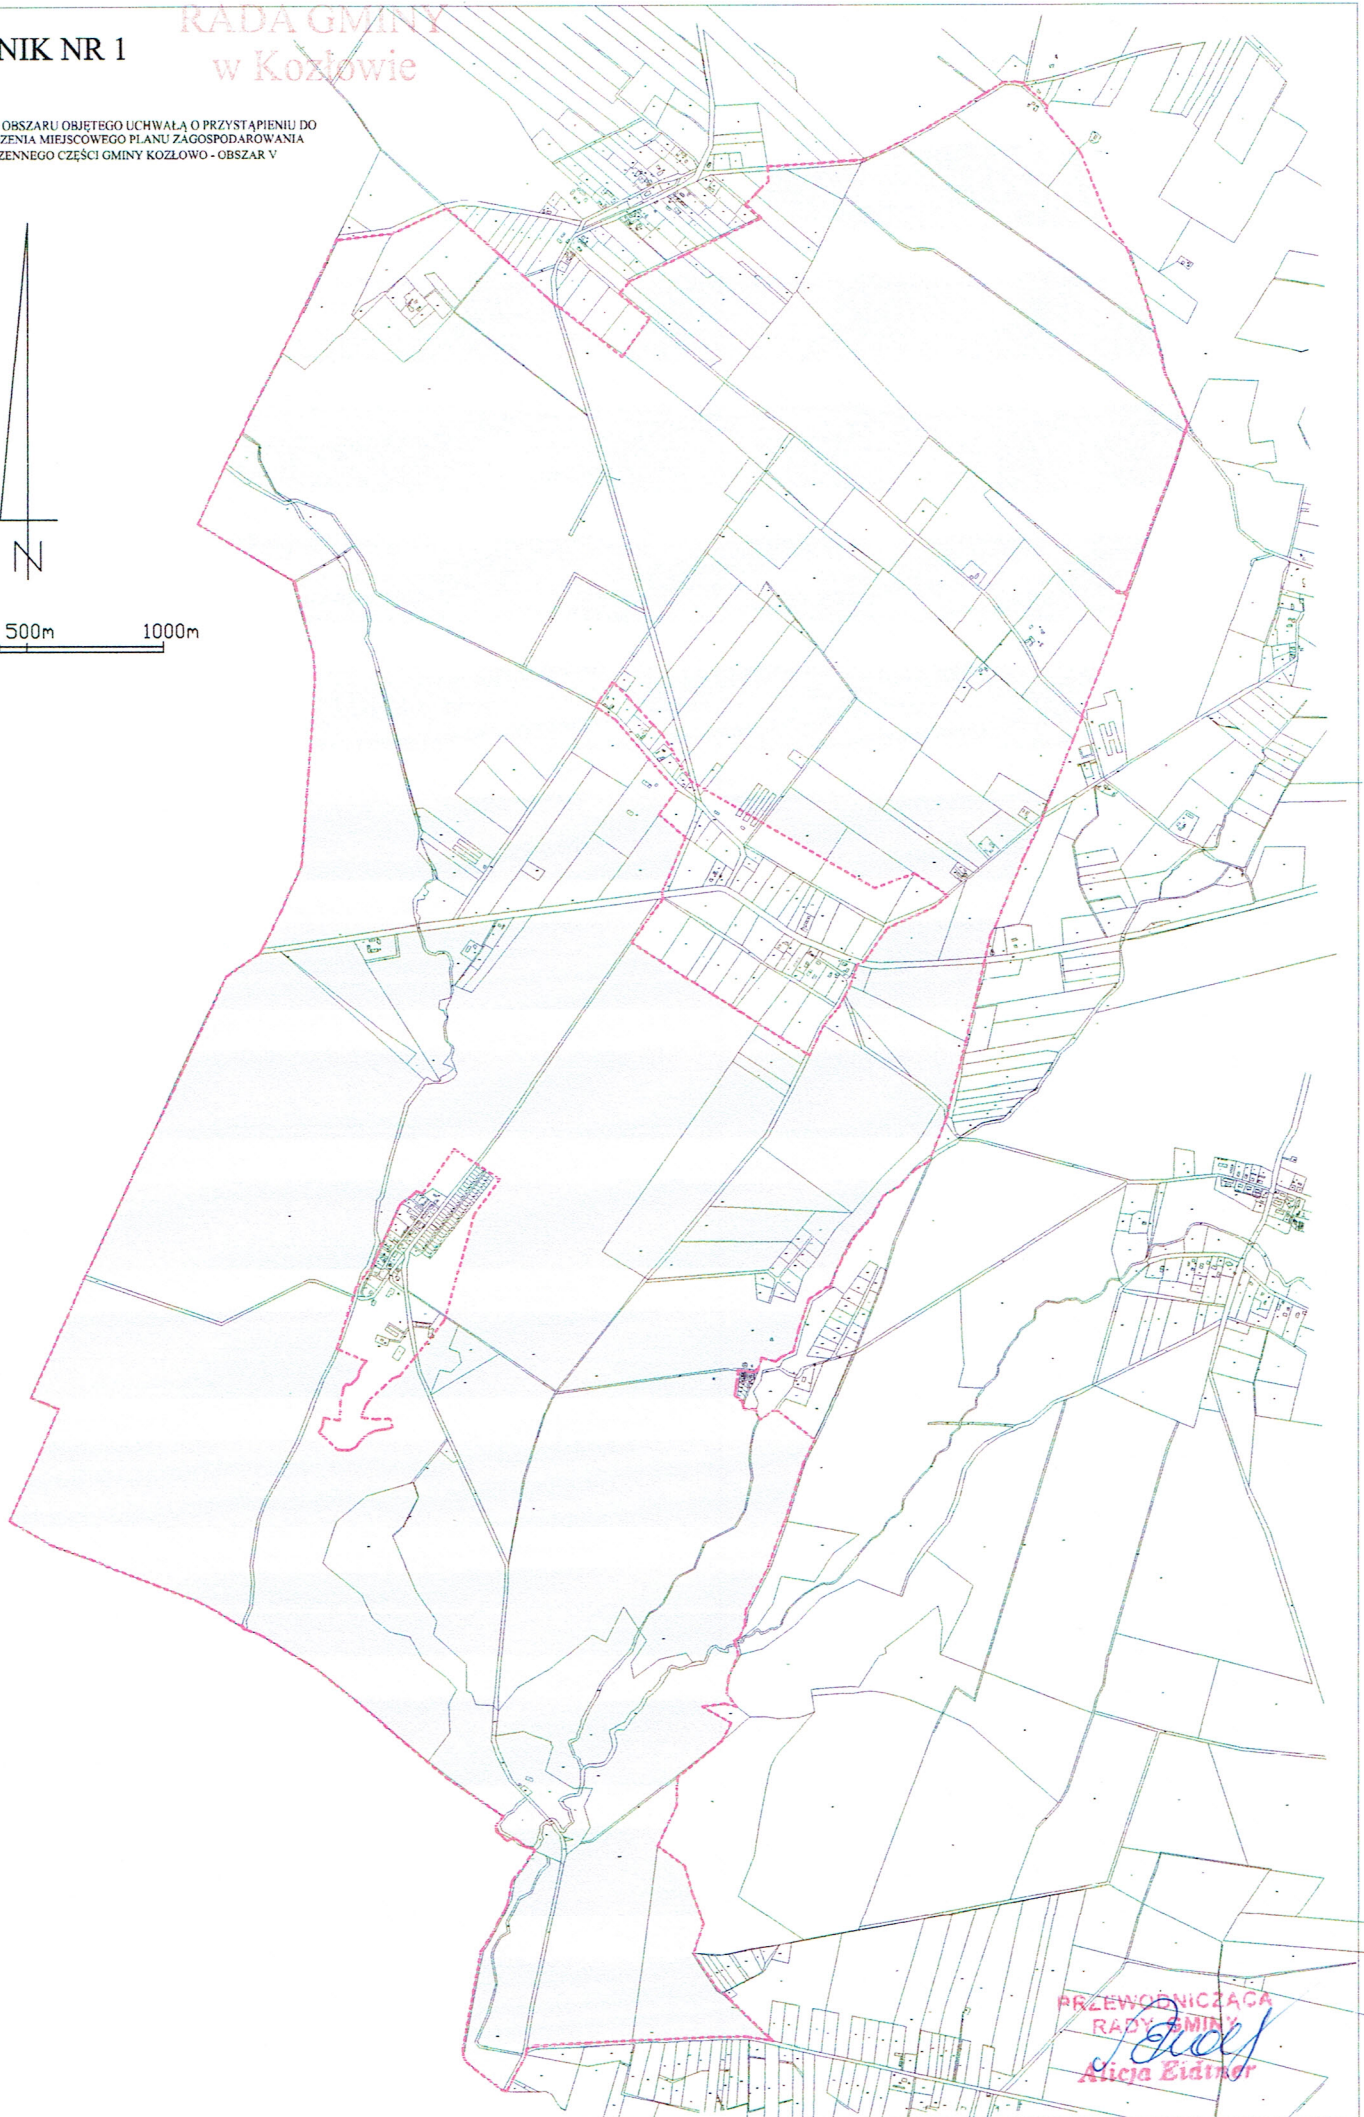 RADA GMINY
w Kozłowie
NIK NR 1
OBSZARU OBJĘTEGO UCHWAŁĄ O PRZYSTĄPIENIU DO
ZENIA MIEJSCOWEGO PLANU ZAGOSPODAROWANIA
ZENNEGO CZĘŚCI GMINY KOZŁOWO - OBSZAR V
N
500m 1000m
PRZEWODNICZĄCA
RADY GMINY
Alicja Eidtner